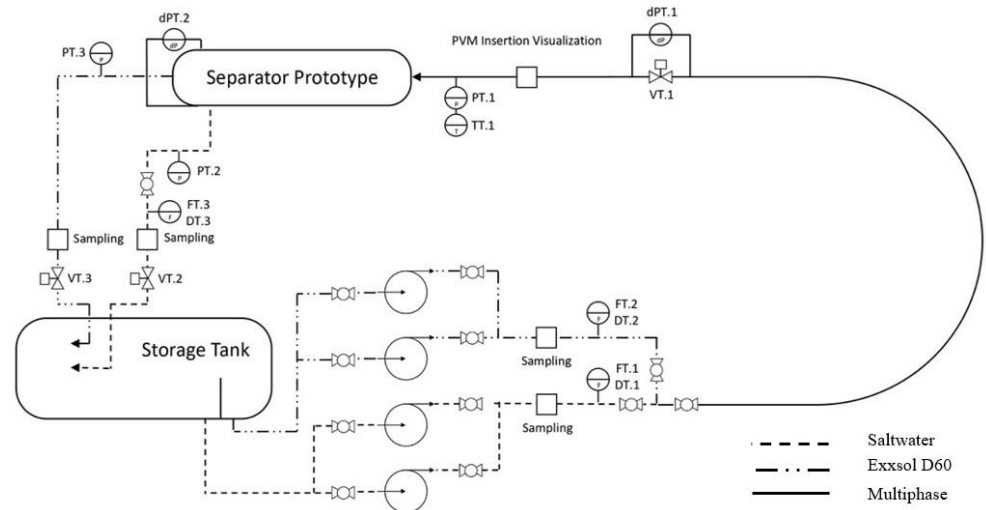 dPT.2
dPT.1
dP
dP
PT.3
P
PVM Insertion Visualization
Separator Prototype
VT.1
P
PT.1
T
TT.1
P
PT.2
F
FT.3
DT.3
Sampling
Sampling
VT.3
VT.2
Storage Tank
F
FT.2
DT.2
Sampling
F
FT.1
DT.1
Sampling
Saltwater
Exxsol D60
Multiphase